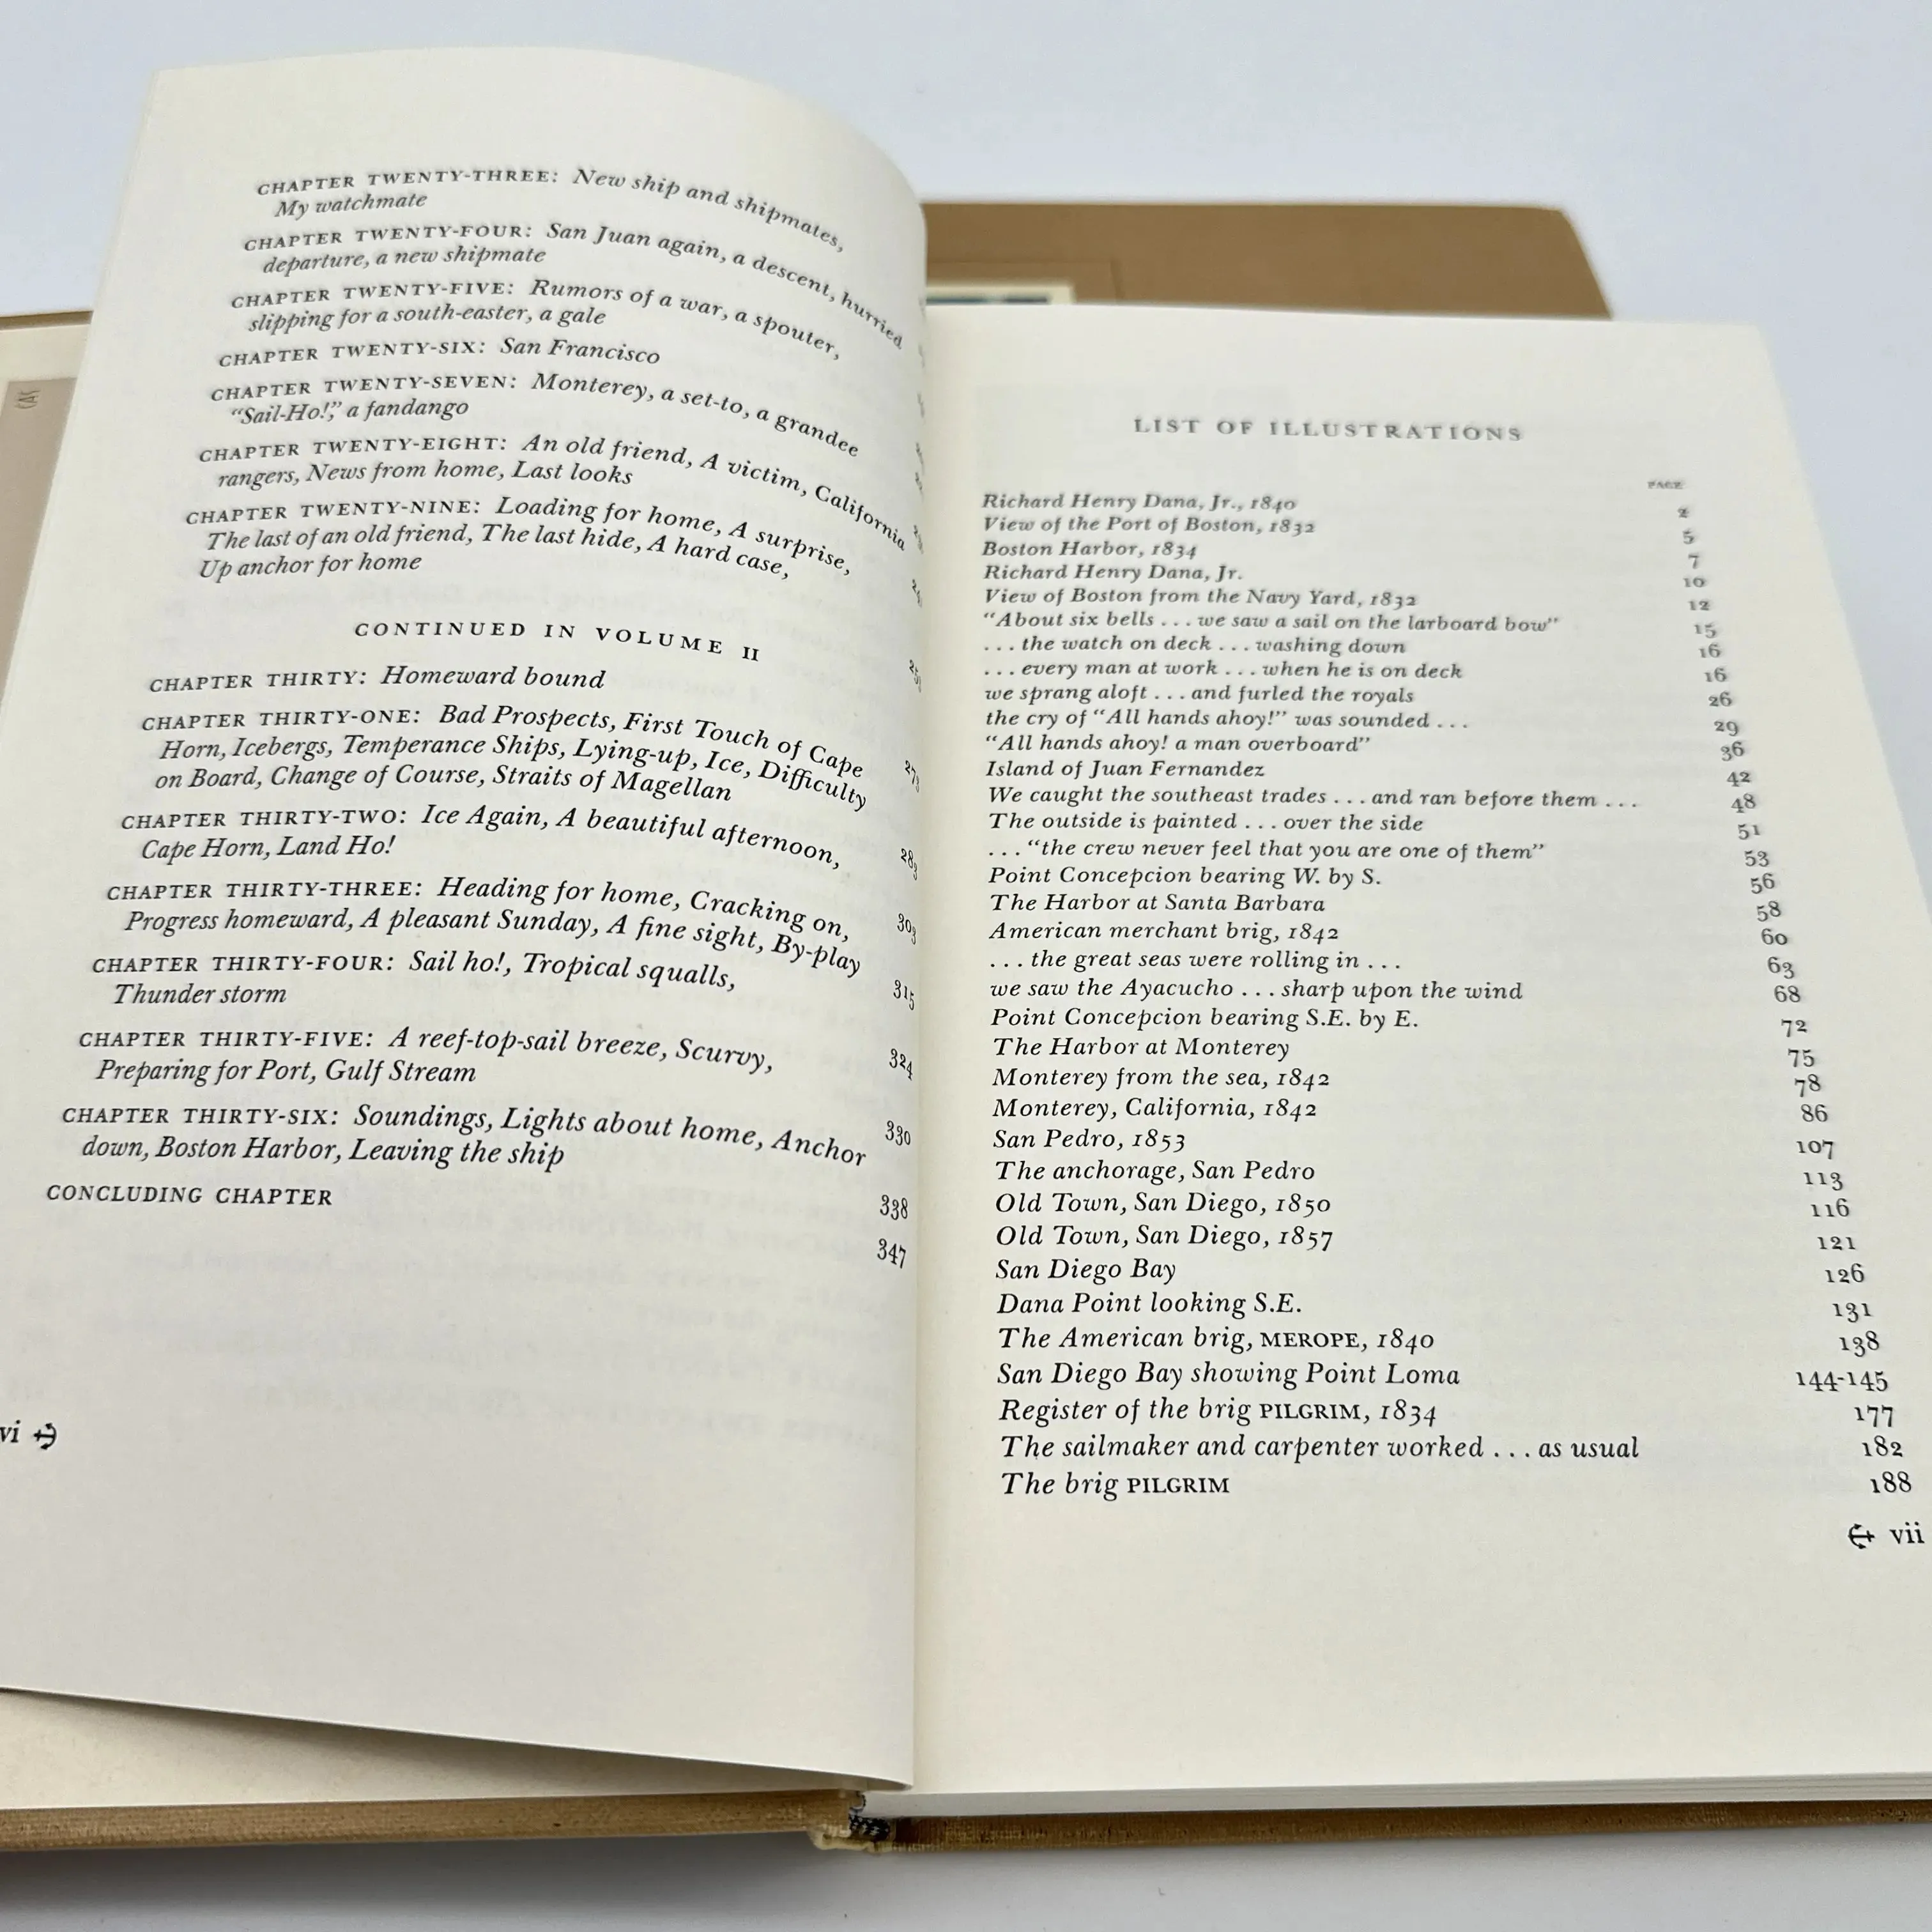 CHAPTER TWENTY-THREE: New ship and shipmates,
My watchmate
CHAPTER TWENTY-FOUR: San Juan again, a descent, hurried
departure, a new shipmate
CHAPTER TWENTY-FIVE: Rumors of a war, a spouter,
slipping for a south-easter, a gale
CHAPTER TWENTY-SIX: San Francisco
CHAPTER TWENTY-SEVEN: Monterey, a set-to, a grandee
“Sail-Ho!,” a fandango
CHAPTER TWENTY-EIGHT: An old friend, A victim, California
rangers, News from home, Last looks
CHAPTER TWENTY-NINE: Loading for home, A surprise,
The last of an old friend, The last hide, A hard case,
Up anchor for home
CONTINUED IN VOLUME II
CHAPTER THIRTY: Homeward bound
CHAPTER THIRTY-ONE: Bad Prospects, First Touch of Cape
Horn, Icebergs, Temperance Ships, Lying-up, Ice, Difficulty
on Board, Change of Course, Straits of Magellan
CHAPTER THIRTY-TWO: Ice Again, A beautiful afternoon,
Cape Horn, Land Ho!
CHAPTER THIRTY-THREE: Heading for home, Cracking on,
Progress homeward, A pleasant Sunday, A fine sight, By-play 303
CHAPTER THIRTY-FOUR: Sail ho!, Tropical squalls,
Thunder storm 315
CHAPTER THIRTY-FIVE: A reef-top-sail breeze, Scurvy,
Preparing for Port, Gulf Stream 324
CHAPTER THIRTY-SIX: Soundings, Lights about home, Anchor 330
down, Boston Harbor, Leaving the ship
CONCLUDING CHAPTER 338
347
vi
LIST OF ILLUSTRATIONS
PAGE
Richard Henry Dana, Jr., 1840 2
View of the Port of Boston, 1832 5
Boston Harbor, 1834 7
Richard Henry Dana, Jr. 10
View of Boston from the Navy Yard, 1832 12
“About six bells . . . we saw a sail on the larboard bow” 15
. . . the watch on deck . . . washing down 16
. . . every man at work . . . when he is on deck 16
we sprang aloft . . . and furled the royals 26
the cry of “All hands ahoy!” was sounded . . . 29
“All hands ahoy! a man overboard” 36
Island of Juan Fernandez 42
We caught the southeast trades . . . and ran before them . . . 48
The outside is painted . . . over the side 51
. . . “the crew never feel that you are one of them” 53
Point Concepcion bearing W. by S. 56
The Harbor at Santa Barbara 58
American merchant brig, 1842 60
. . . the great seas were rolling in . . . 63
we saw the Ayacucho . . . sharp upon the wind 68
Point Concepcion bearing S.E. by E. 72
The Harbor at Monterey 75
Monterey from the sea, 1842 78
Monterey, California, 1842 86
San Pedro, 1853 107
The anchorage, San Pedro 113
Old Town, San Diego, 1850 116
Old Town, San Diego, 1857 121
San Diego Bay 126
Dana Point looking S.E. 131
The American brig, MEROPE, 1840 138
San Diego Bay showing Point Loma 144-145
Register of the brig PILGRIM, 1834 177
The sailmaker and carpenter worked . . . as usual 182
The brig PILGRIM 188
vii